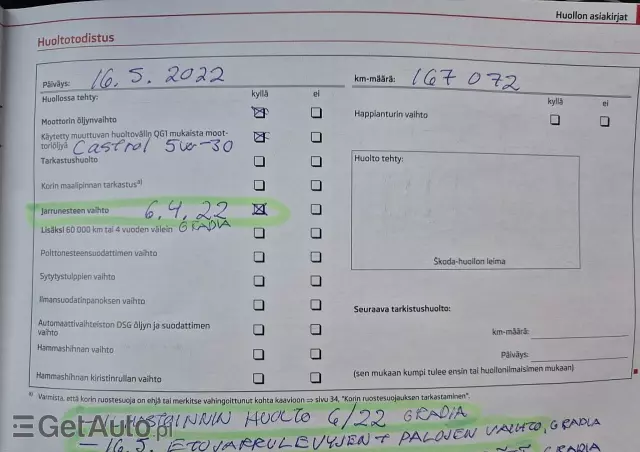 Huollon asiakirjat
Huoltotodistus
Päiväys: 16.5.2022
km-määrä: 167 072
Huollossa tehty: kyllä ei
kyllä ei
Moottorin öljynvaihto
Happianturin vaihto
Käytetty muuttuvan huoltovälin QG1 mukaista moot-
toriöljyä Castrol 5w-30
Tarkastushuolto
Huolto tehty:
Korin maalipinnan tarkastus a)
Jarrunesteen vaihto 6.4.22
GRADIA
Lisäksi 60 000 km tai 4 vuoden välein
Polttonesteensuodattimen vaihto
Škoda-huollon leima
Sytytystulppien vaihto
Ilmansuodatinpanoksen vaihto
Seuraava tarkistushuolto:
Automaattivaihteiston DSG öljyn ja suodattimen
vaihto
km-määrä:
Hammashihnan vaihto
Päiväys:
Hammashihnan kiristinrullan vaihto
(sen mukaan kumpi tulee ensin tai huollonilmaisimen mukaan)
a) Varmista, että korin ruostesuoja on ehjä tai merkitse vahingoittunut kohta kaavioon ⇒ sivu 34, "Korin ruostesuojauksen tarkastaminen".
HUOLTO 6/22 GRADIA
- 16.5. ETUJARRULEVYJEN + PALOJEN VAIHTO, GRADIA
GRADIA
GetAuto.pl